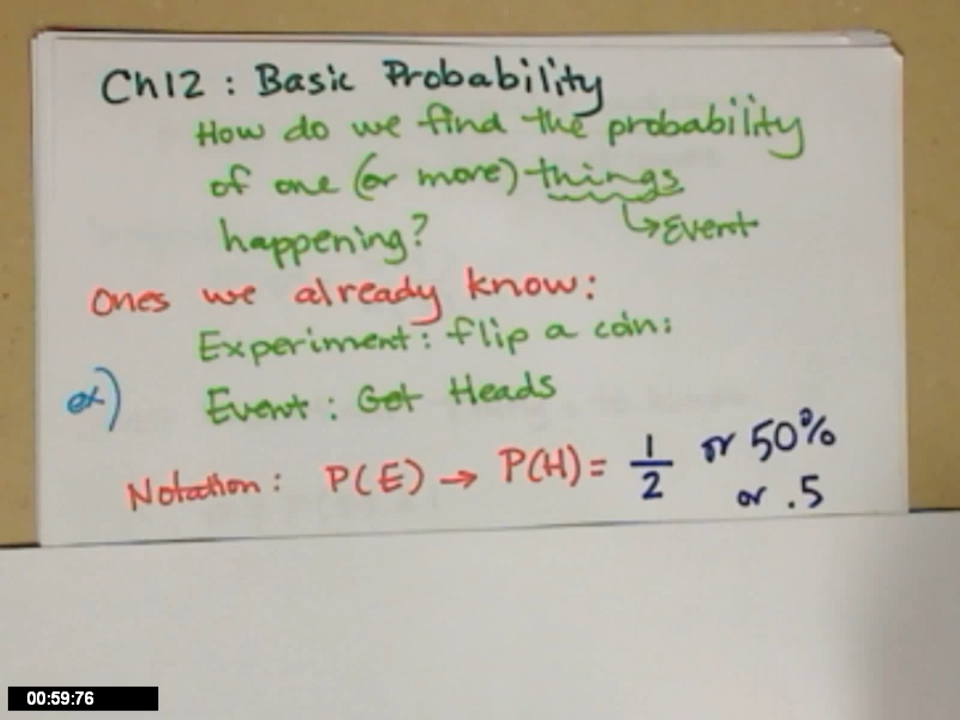 Ch12 : Basic Probability
How do we find the probability
of one (or more) things
↳Event
happening?
Ones we already know:
Experiment: flip a coin:
ex) Event : Get Heads
Notation: P(E) → P(H) = 1/2 or 50%
or .5
00:59:76